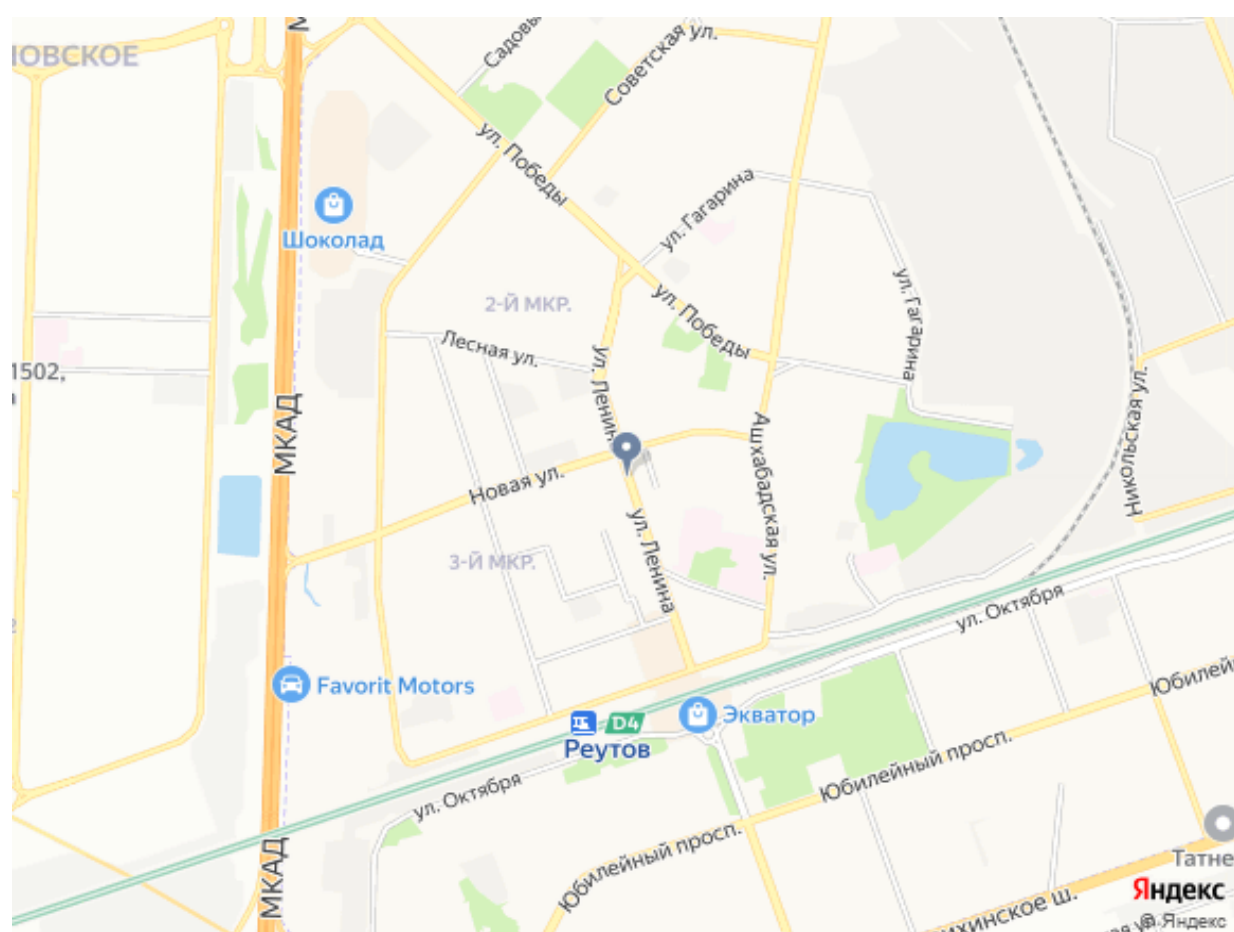 М
ЛОВСКОЕ
Садовы
Советская ул.
ул. Победы
ул. Гагарина
Шоколад
2-Й МКР.
ул. Победы
ул. Гагарина
Лесная ул.
1502,
ул. Ленин
МКАД
Ашхабадская ул.
Никольская ул.
Новая ул.
ул. Ленина
3-Й МКР.
ул. Октября
Favorit Motors
Юбилей
D4
Экватор
Реутов
Юбилейный просп.
ул. Октября
Юбилейный просп.
МКАД
Татне
Яндекс
ихинское ш.
© Яндекс